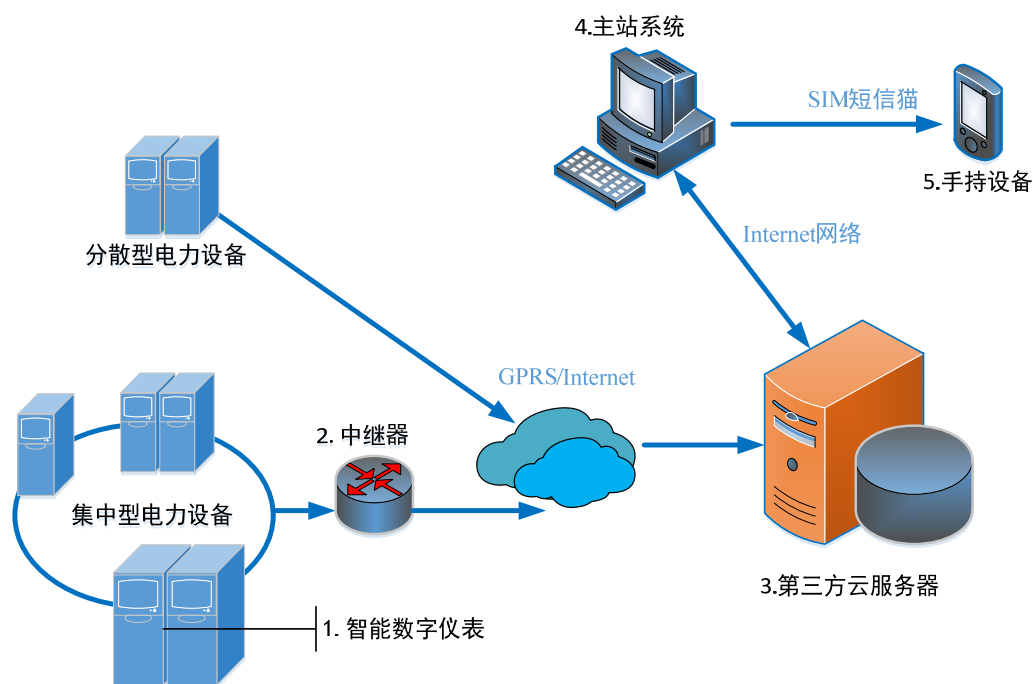 4.主站系统
SIM短信猫
5.手持设备
Internet网络
分散型电力设备
GPRS/Internet
2. 中继器
集中型电力设备
3.第三方云服务器
1. 智能数字仪表